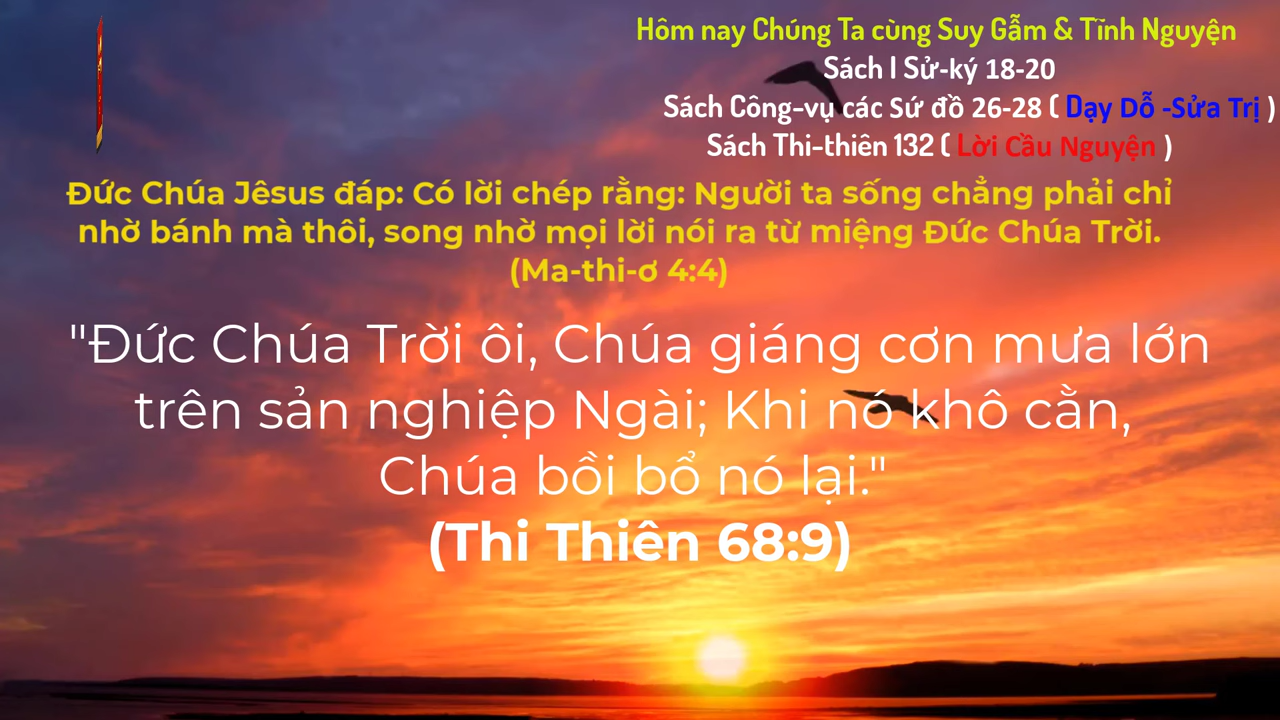 Hôm nay Chúng Ta cùng Suy Gẫm & Tĩnh Nguyện
Sách I Sử-ký 18-20
Sách Công-vụ các Sứ đồ 26-28 ( Dạy Dỗ -Sửa Trị )
Sách Thi-thiên 132 ( Lời Cầu Nguyện )
Đức Chúa Jêsus đáp: Có lời chép rằng: Người ta sống chẳng phải chỉ
nhờ bánh mà thôi, song nhờ mọi lời nói ra từ miệng Đức Chúa Trời.
(Ma-thi-ơ 4:4)
"Đức Chúa Trời ôi, Chúa giáng cơn mưa lớn
trên sản nghiệp Ngài; Khi nó khô cằn,
Chúa bồi bổ nó lại."
(Thi Thiên 68:9)